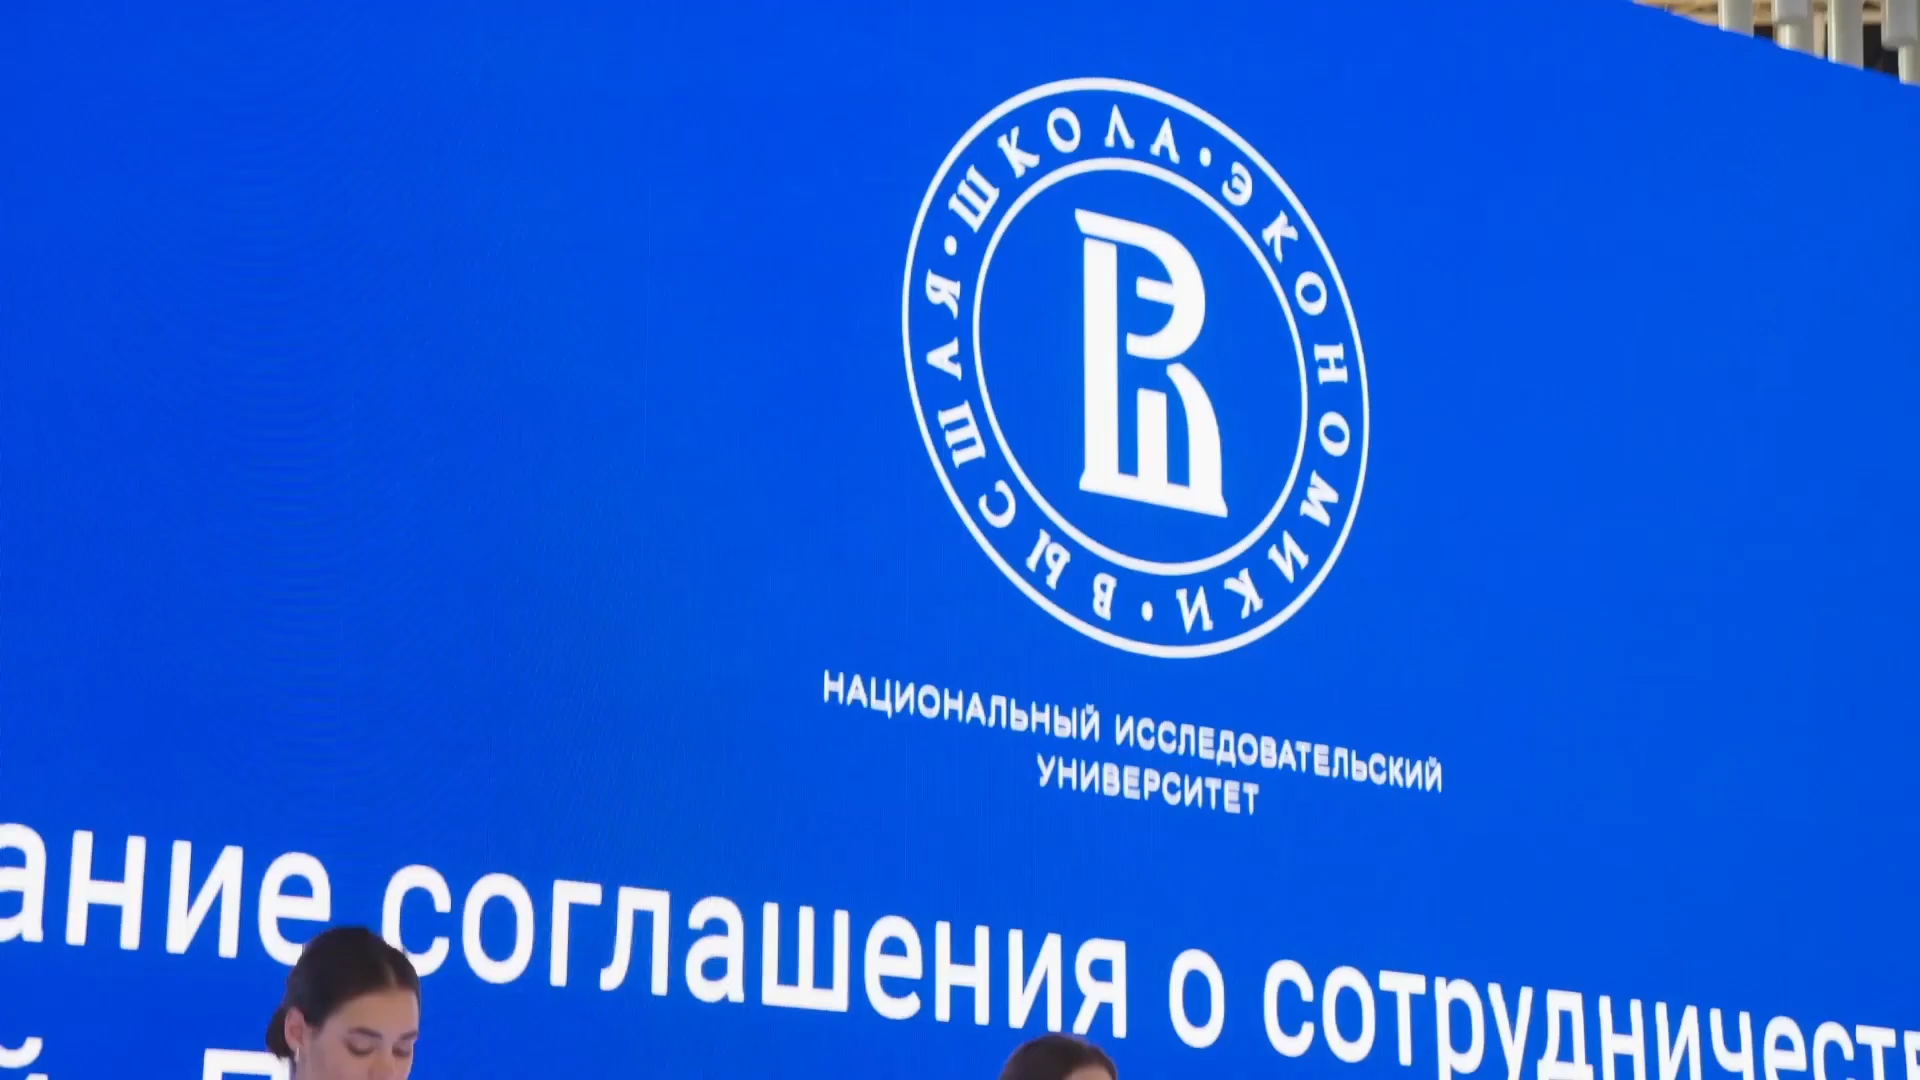 ВЫСШАЯ • ШКОЛА • ЭКОНОМИКИ •
НАЦИОНАЛЬНЫЙ ИССЛЕДОВАТЕЛЬСКИЙ
УНИВЕРСИТЕТ
ание соглашения о сотрудничеств